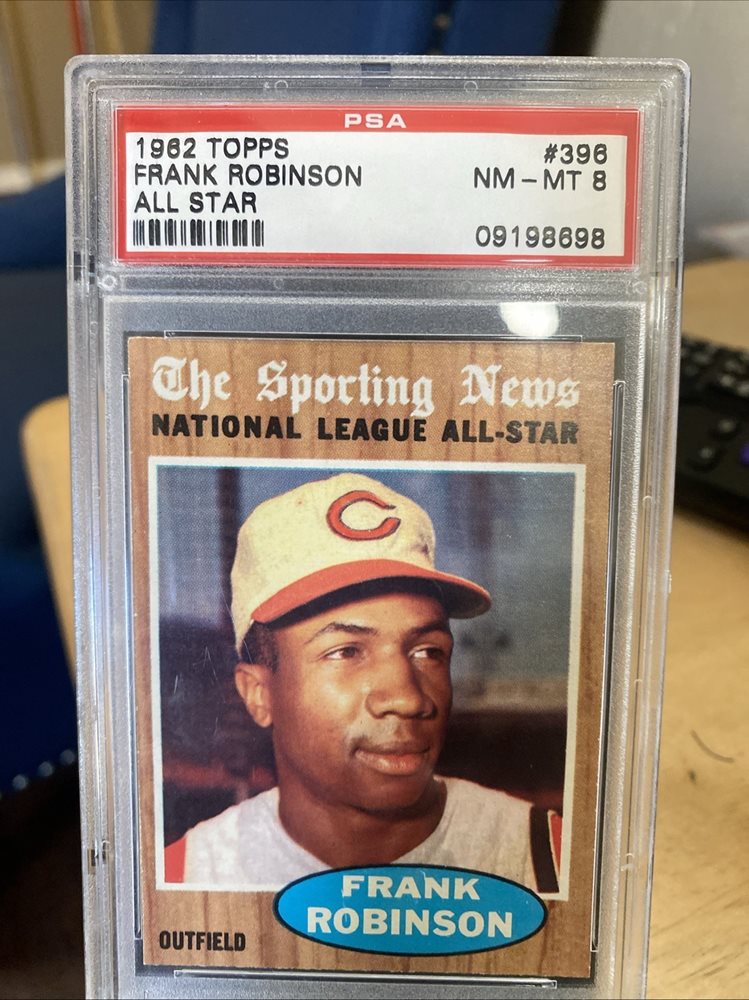 PSA
1962 TOPPS #396
FRANK ROBINSON NM - MT 8
ALL STAR
09198698
The Sporting News
NATIONAL LEAGUE ALL-STAR
C
FRANK
ROBINSON
OUTFIELD